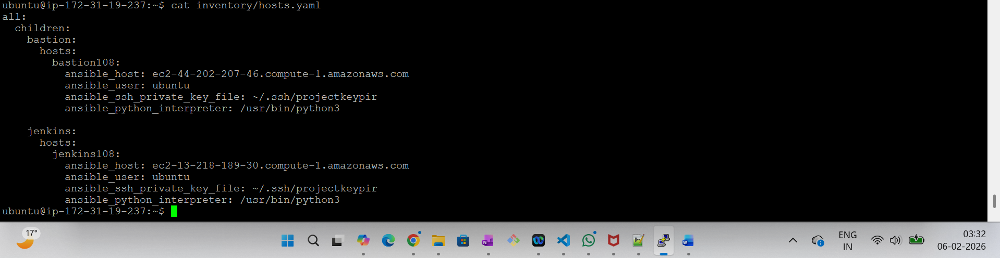 ubuntu@ip-172-31-19-237:~$ cat inventory/hosts.yaml
all:
  children:
    bastion:
      hosts:
        bastion108:
          ansible_host: ec2-44-202-207-46.compute-1.amazonaws.com
          ansible_user: ubuntu
          ansible_ssh_private_key_file: ~/.ssh/projectkeypir
          ansible_python_interpreter: /usr/bin/python3

    jenkins:
      hosts:
        jenkins108:
          ansible_host: ec2-13-218-189-30.compute-1.amazonaws.com
          ansible_user: ubuntu
          ansible_ssh_private_key_file: ~/.ssh/projectkeypir
          ansible_python_interpreter: /usr/bin/python3
ubuntu@ip-172-31-19-237:~$
17°
ENG
IN
03:32
06-02-2026